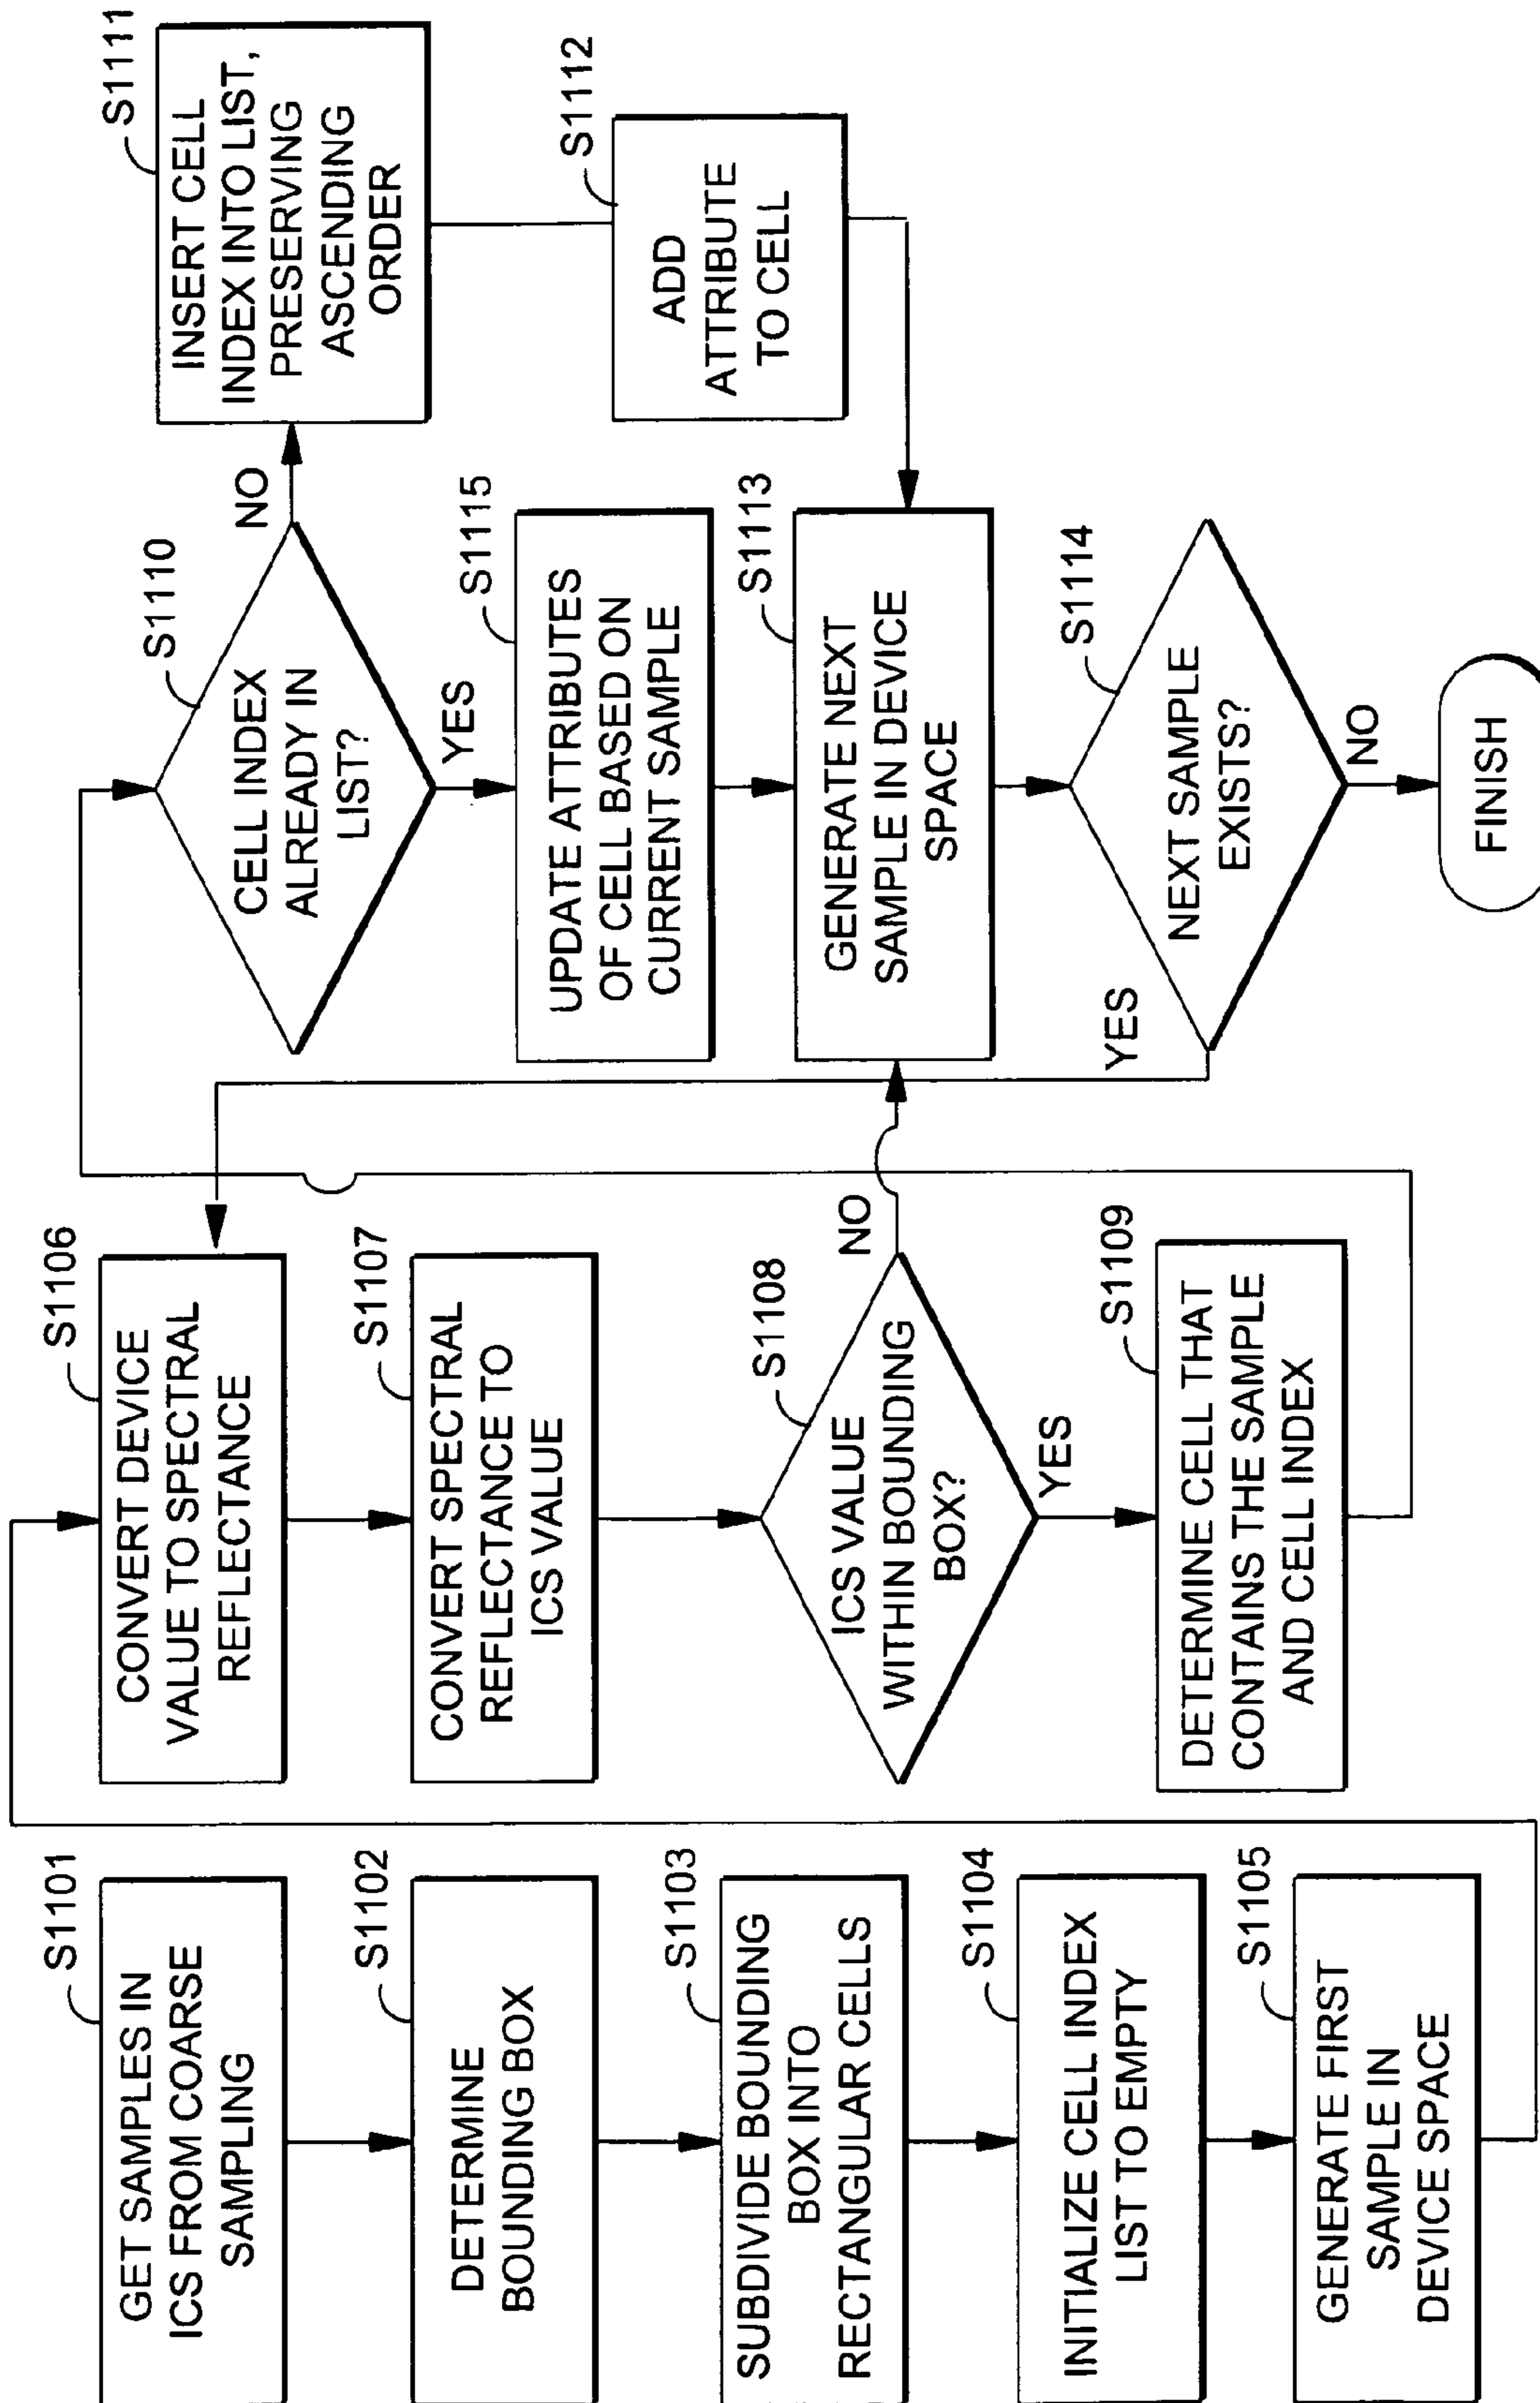 S1101
GET SAMPLES IN
ICS FROM COARSE
SAMPLING
S1102
DETERMINE
BOUNDING BOX
S1103
SUBDIVIDE BOUNDING
BOX INTO
RECTANGULAR CELLS
S1104
INITIALIZE CELL INDEX
LIST TO EMPTY
S1105
GENERATE FIRST
SAMPLE IN
DEVICE SPACE
S1106
CONVERT DEVICE
VALUE TO SPECTRAL
REFLECTANCE
S1107
CONVERT SPECTRAL
REFLECTANCE TO
ICS VALUE
S1108
ICS VALUE
WITHIN BOUNDING
BOX?
NO
YES
S1109
DETERMINE CELL THAT
CONTAINS THE SAMPLE
AND CELL INDEX
S1110
CELL INDEX
ALREADY IN
LIST?
NO
YES
S1115
UPDATE ATTRIBUTES
OF CELL BASED ON
CURRENT SAMPLE
S1113
GENERATE NEXT
SAMPLE IN DEVICE
SPACE
S1114
NEXT SAMPLE
EXISTS?
YES
NO
FINISH
S1111
INSERT CELL
INDEX INTO LIST,
PRESERVING
ASCENDING
ORDER
S1112
ADD
ATTRIBUTE
TO CELL